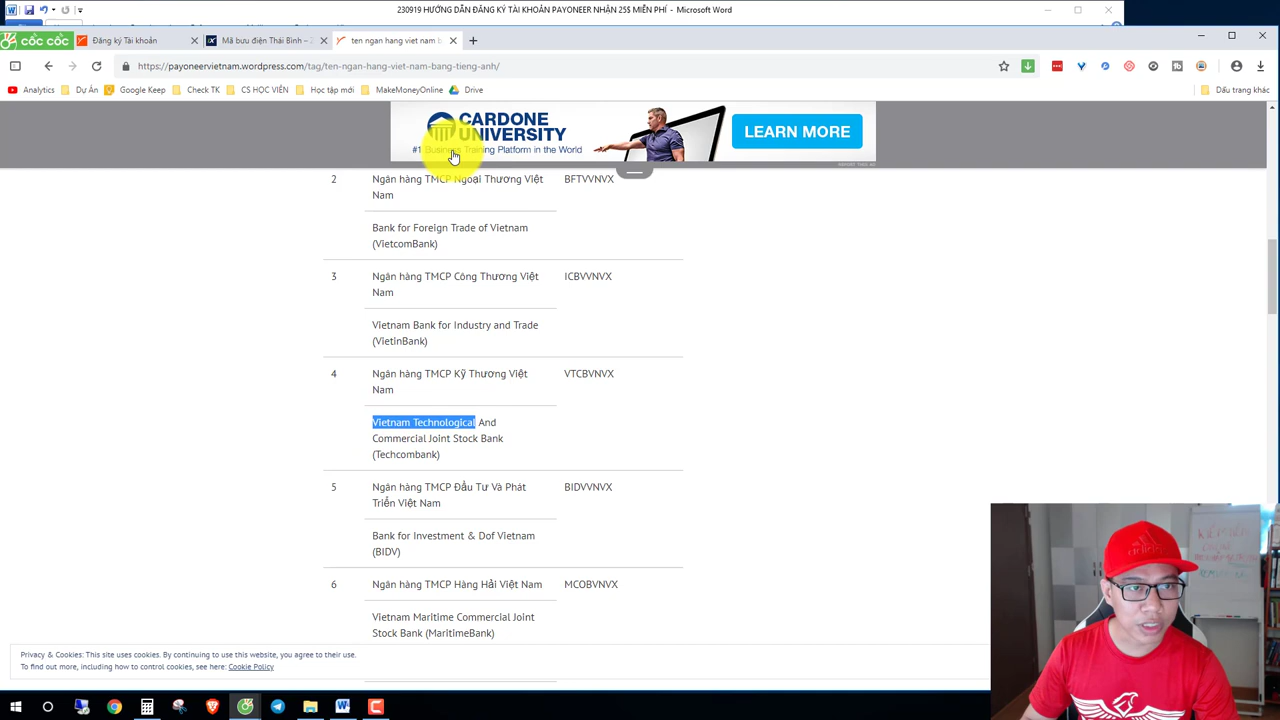 230919 HƯỚNG DẪN ĐĂNG KÝ TÀI KHOẢN PAYONEER NHẬN 25$ MIỄN PHÍ - Microsoft Word
cốc cốc
Đăng ký Tài khoản
Mã bưu điện Thái Bình – 2
ten ngan hang viet nam b
https://payoneervietnam.wordpress.com/tag/ten-ngan-hang-viet-nam-bang-tieng-anh/
Analytics
Dự Án
Google Keep
Check TK
CS HỌC VIÊN
Học tập mới
MakeMoneyOnline
Drive
Dấu trang khác
CARDONE
UNIVERSITY
#1 Business Training Platform in the World
LEARN MORE
2
Ngân hàng TMCP Ngoại Thương Việt
Nam
BFTVVNVX
Bank for Foreign Trade of Vietnam
(VietcomBank)
3
Ngân hàng TMCP Công Thương Việt
Nam
ICBVVNVX
Vietnam Bank for Industry and Trade
(VietinBank)
4
Ngân hàng TMCP Kỹ Thương Việt
Nam
VTCBVNVX
Vietnam Technological And
Commercial Joint Stock Bank
(Techcombank)
5
Ngân hàng TMCP Đầu Tư Và Phát
Triển Việt Nam
BIDVVNVX
Bank for Investment & Dof Vietnam
(BIDV)
6
Ngân hàng TMCP Hàng Hải Việt Nam
MCOBVNVX
Vietnam Maritime Commercial Joint
Stock Bank (MaritimeBank)
Privacy & Cookies: This site uses cookies. By continuing to use this website, you agree to their use.
To find out more, including how to control cookies, see here: Cookie Policy
adidas